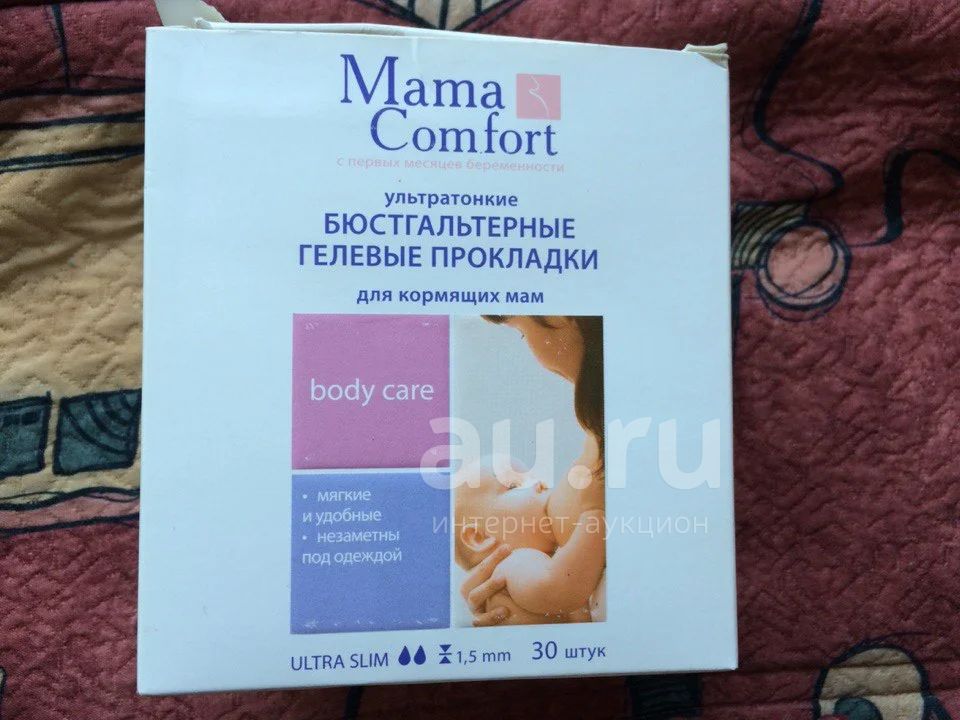 Mama
Comfort
с первых месяцев беременности
ультратонкие
БЮСТГАЛЬТЕРНЫЕ
ГЕЛЕВЫЕ ПРОКЛАДКИ
для кормящих мам
body care
• мягкие
и удобные
• незаметны
под одеждой
au.ru
интернет-аукцион
ULTRA SLIM 1,5 mm 30 штук